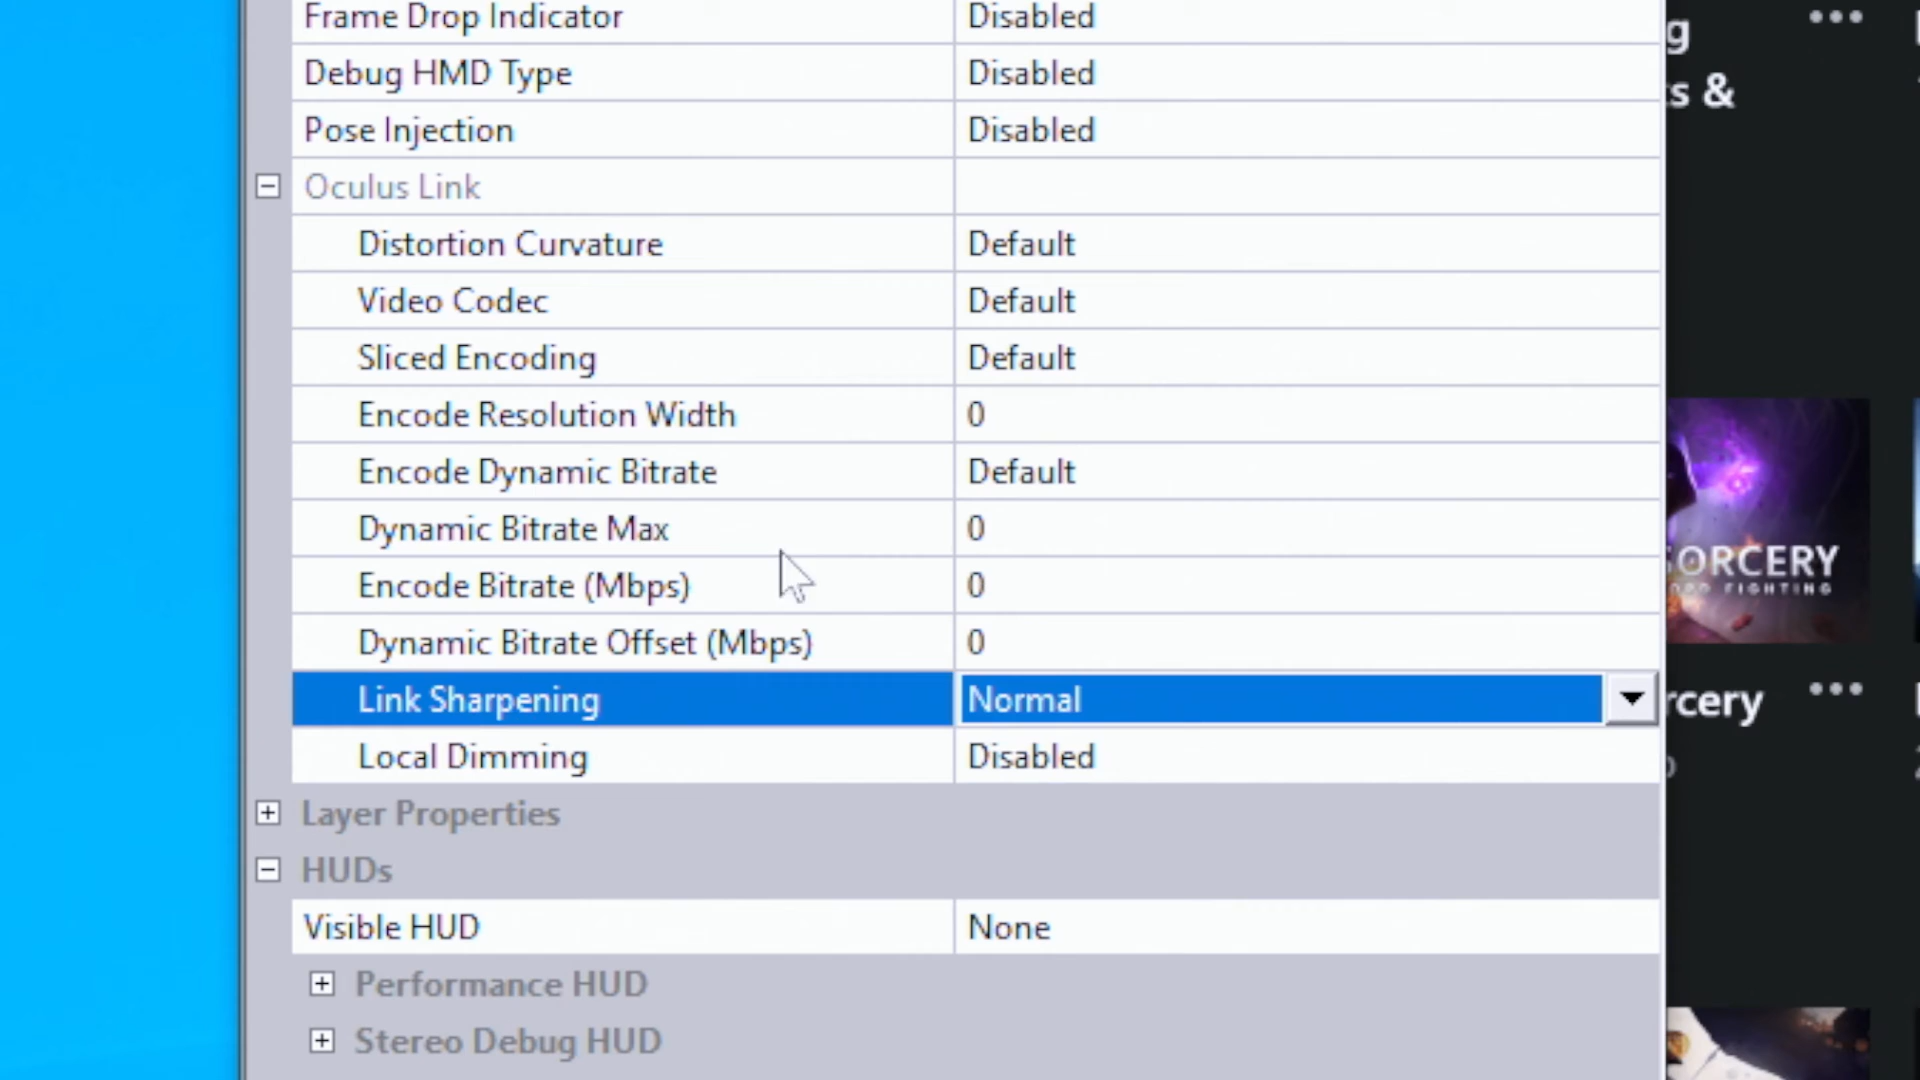 Frame Drop Indicator Disabled
Debug HMD Type Disabled
Pose Injection Disabled
Oculus Link
Distortion Curvature Default
Video Codec Default
Sliced Encoding Default
Encode Resolution Width 0
Encode Dynamic Bitrate Default
Dynamic Bitrate Max 0
Encode Bitrate (Mbps) 0
Dynamic Bitrate Offset (Mbps) 0
Link Sharpening Normal
Local Dimming Disabled
Layer Properties
HUDs
Visible HUD None
Performance HUD
Stereo Debug HUD
g
s &
ORCERY
FIGHTING
rcery